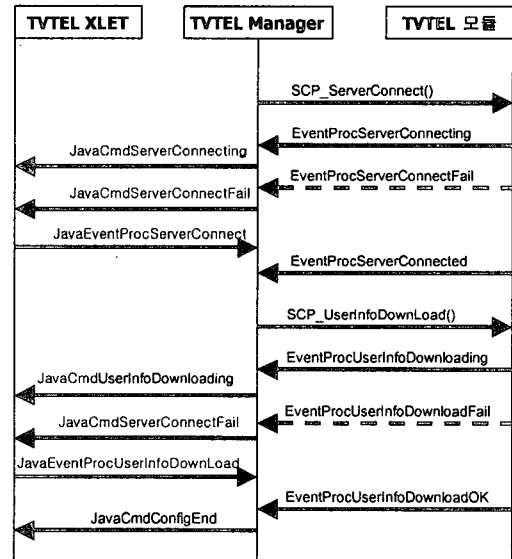 TVTEL XLET
TVTEL Manager
TVTEL 모듈
SCP_ServerConnect()
EventProcServerConnecting
JavaCmdServerConnecting
EventProcServerConnectFail
JavaCmdServerConnectFail
JavaEventProcServerConnect
EventProcServerConnected
SCP_UserInfoDownLoad()
EventProcUserInfoDownloading
JavaCmdUserInfoDownloading
EventProcUserInfoDownloadFail
JavaCmdServerConnectFail
JavaEventProcUserInfoDownLoad
EventProcUserInfoDownloadOK
JavaCmdConfigEnd